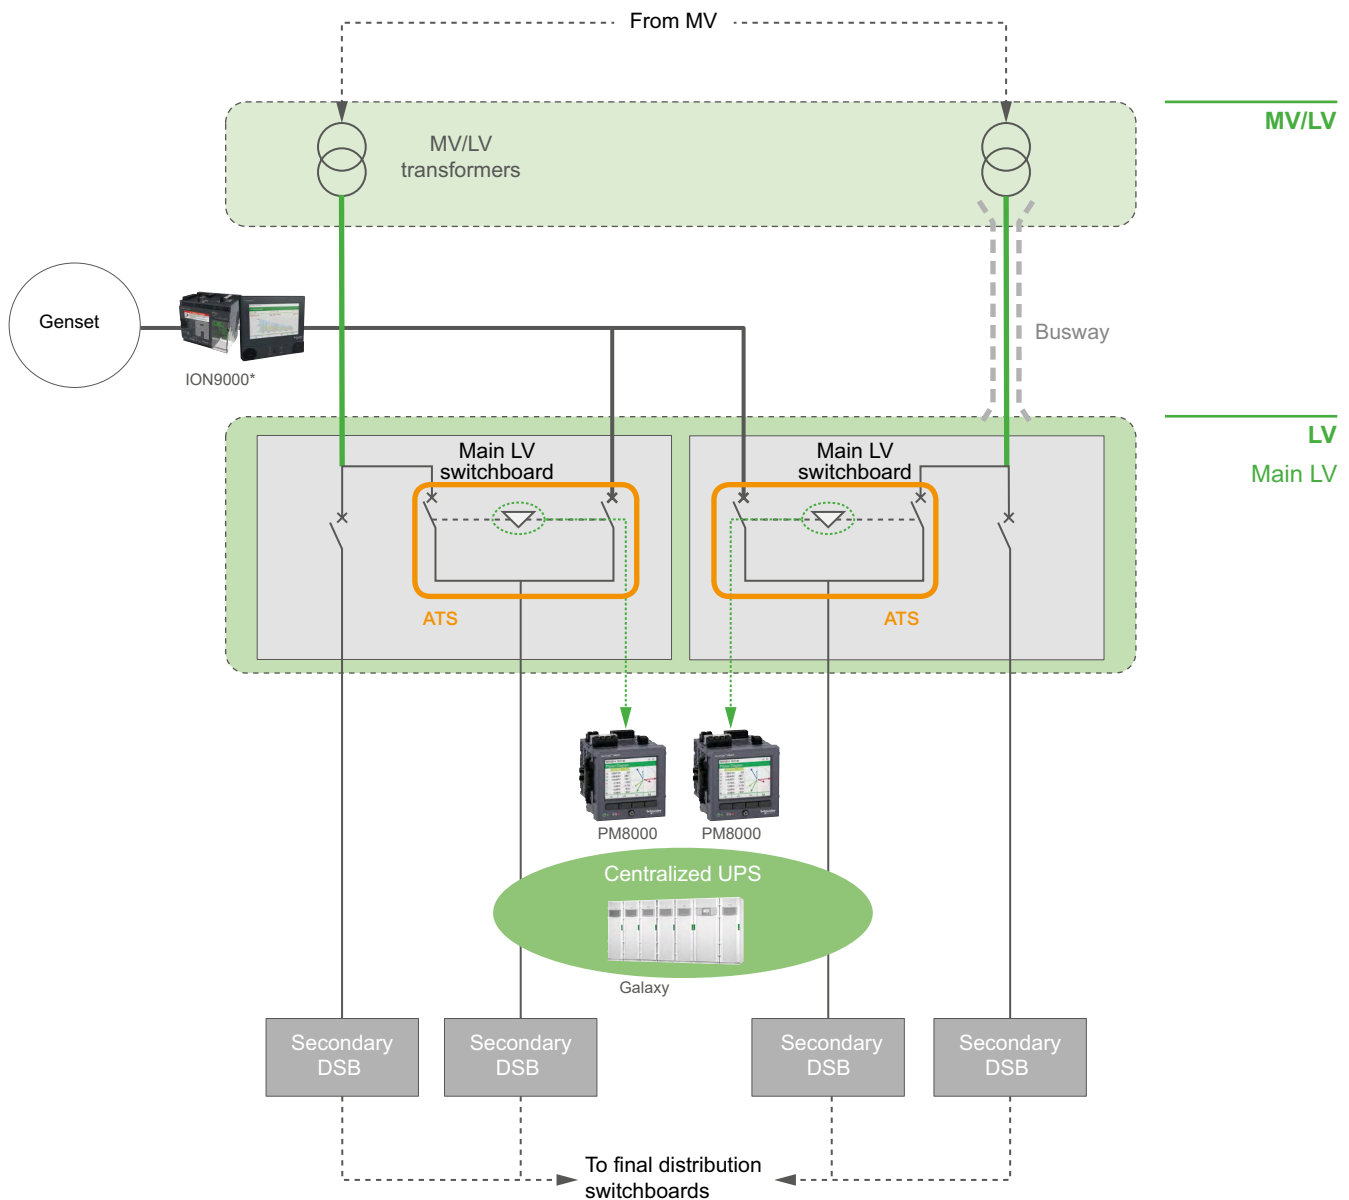 From MV
MV/LV
MV/LV
transformers
Genset
ION9000*
Busway
LV
Main LV
Main LV
switchboard
Main LV
switchboard
ATS
ATS
PM8000
PM8000
Centralized UPS
Galaxy
Secondary
DSB
Secondary
DSB
Secondary
DSB
Secondary
DSB
To final distribution
switchboards